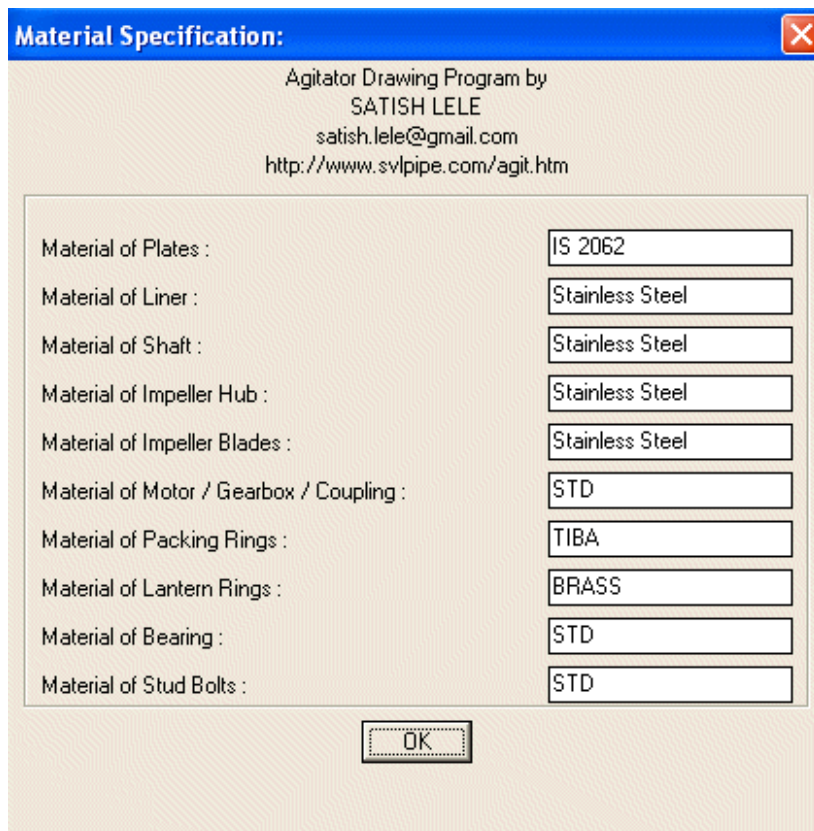 Material Specification:
Agitator Drawing Program by
SATISH LELE
satish.lele@gmail.com
http://www.svlpipe.com/agit.htm
Material of Plates : IS 2062
Material of Liner : Stainless Steel
Material of Shaft : Stainless Steel
Material of Impeller Hub : Stainless Steel
Material of Impeller Blades : Stainless Steel
Material of Motor / Gearbox / Coupling : STD
Material of Packing Rings : TIBA
Material of Lantern Rings : BRASS
Material of Bearing : STD
Material of Stud Bolts : STD
OK